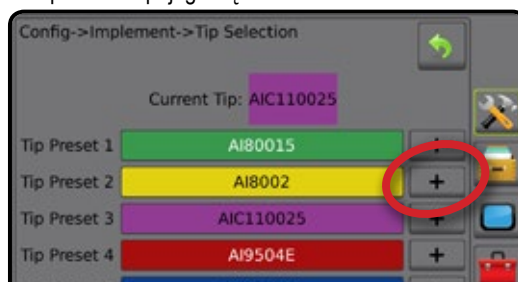 Config->Implement->Tip Selection
Current Tip: AIC110025
Tip Preset 1 AI80015 +
Tip Preset 2 AI8002 +
Tip Preset 3 AIC110025 +
Tip Preset 4 AI9504E +